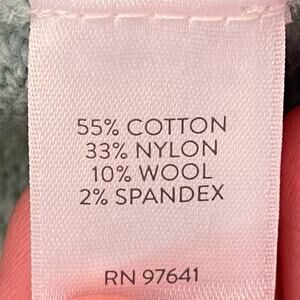 55% COTTON
33% NYLON
10% WOOL
2% SPANDEX
RN 97641